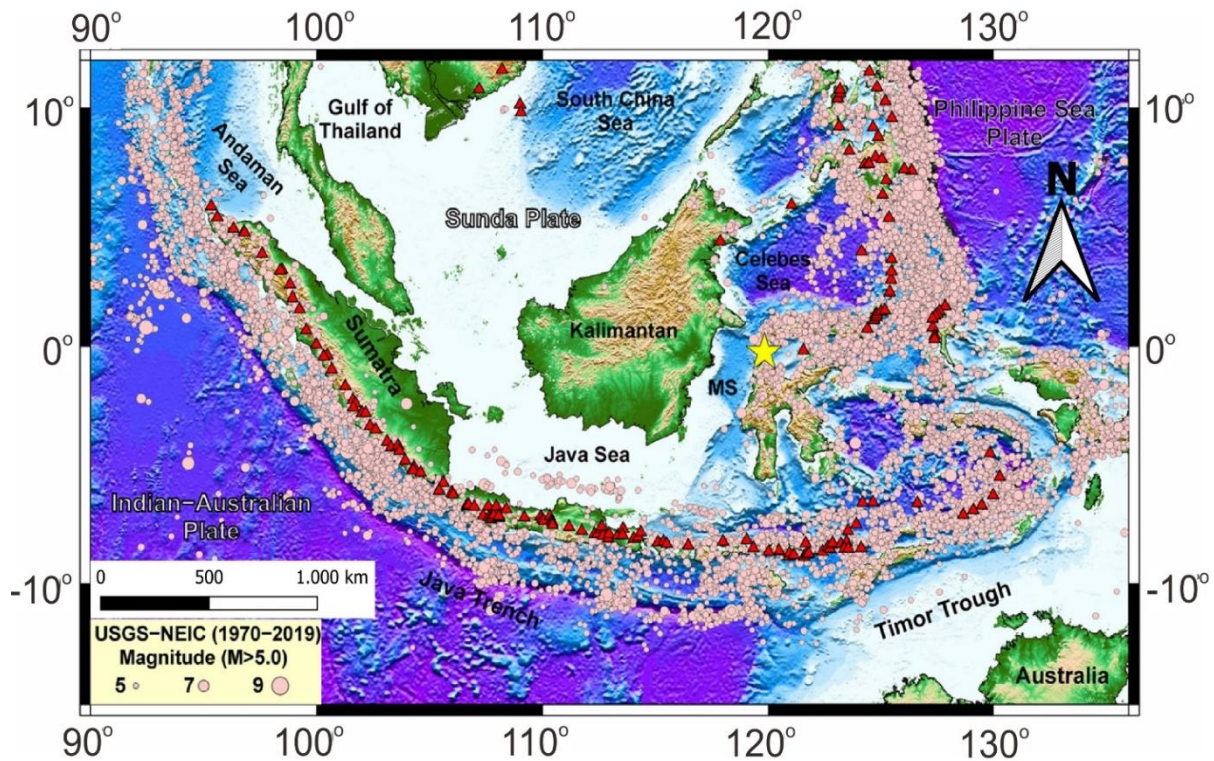 90° 100° 110° 120° 130°
10°
0°
-10°
Gulf of
Thailand
South China
Sea
Philippine Sea
Plate
10°
Andaman
Sea
N
Sunda Plate
Celebes
Sea
Sumatra
Kalimantan
0°
MS
Java Sea
Indian-Australian
Plate
0 500 1.000 km
Java Trench
Timor Trough
-10°
USGS-NEIC (1970-2019)
Magnitude (M>5.0)
5 7 9
Australia
90° 100° 110° 120° 130°